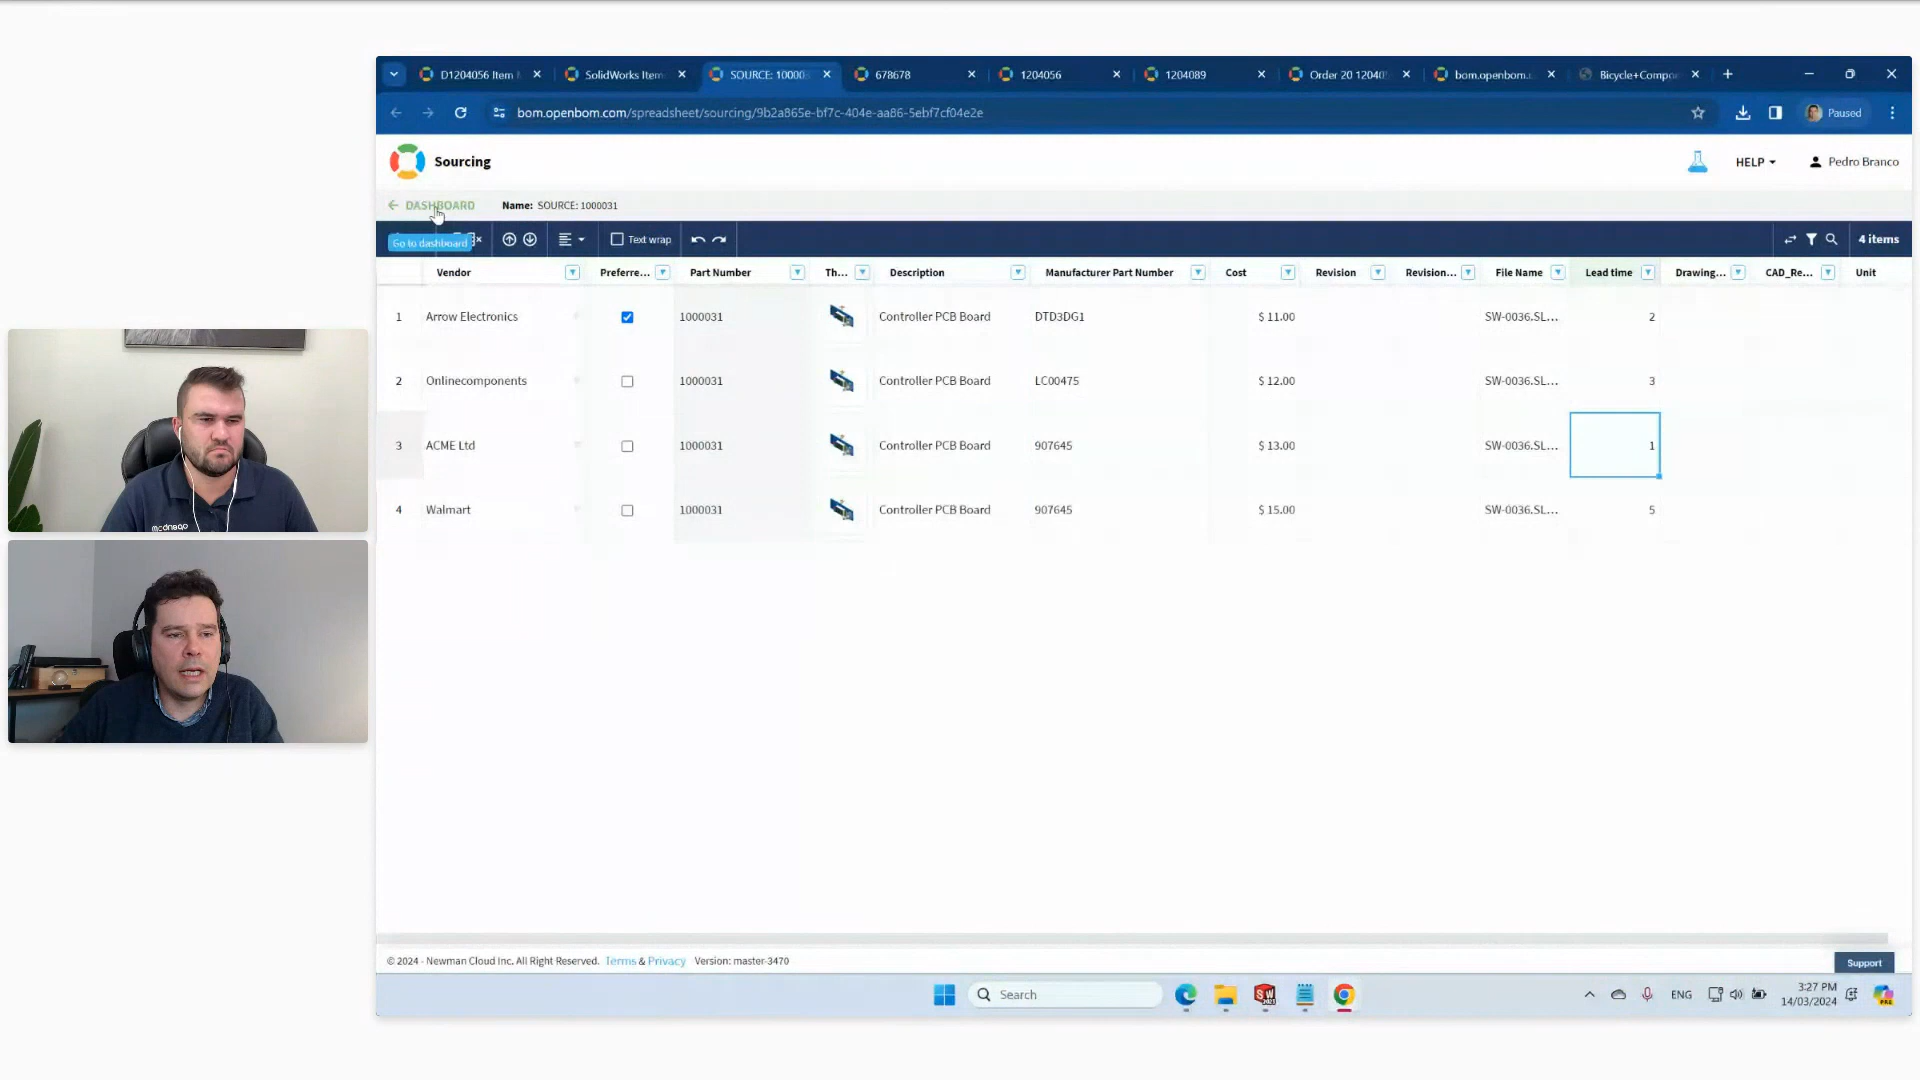 D1204056 Item
SolidWorks Item
SOURCE: 10000
678678
1204056
1204089
Order 20 12040
bom.openbom.
Bicycle+Compo
bom.openbom.com/spreadsheet/sourcing/9b2a865e-bf7c-404e-aa86-5ebf7cf04e2e
Paused
Sourcing
HELP
Pedro Branco
DASHBOARD
Name: SOURCE: 1000031
Go to dashboard
Text wrap
4 items
Vendor Preferre... Part Number Th... Description Manufacturer Part Number Cost Revision Revision... File Name Lead time Drawing... CAD_Re... Unit
1 Arrow Electronics 1000031 Controller PCB Board DTD3DG1 $ 11.00 SW-0036.SL... 2
2 Onlinecomponents 1000031 Controller PCB Board LC00475 $ 12.00 SW-0036.SL... 3
3 ACME Ltd 1000031 Controller PCB Board 907645 $ 13.00 SW-0036.SL... 1
4 Walmart 1000031 Controller PCB Board 907645 $ 15.00 SW-0036.SL... 5
© 2024 - Newman Cloud Inc. All Right Reserved. Terms & Privacy Version: master-3470
Support
Search
ENG
3:27 PM
14/03/2024